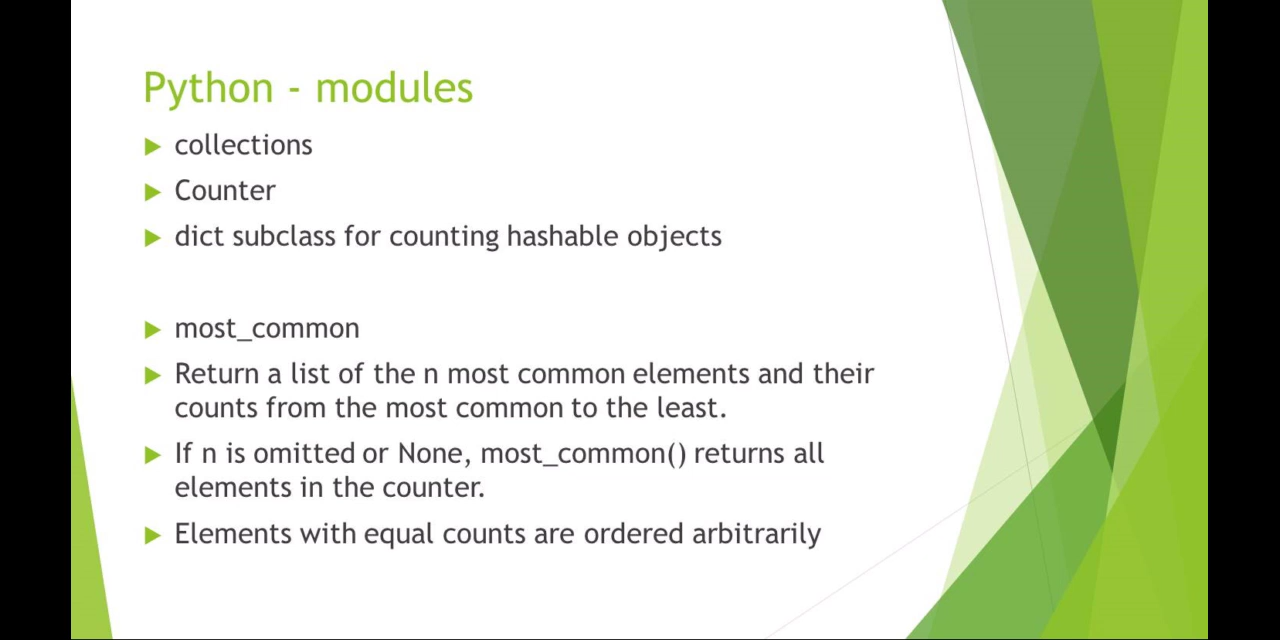 Python - modules
collections
Counter
dict subclass for counting hashable objects
most_common
Return a list of the n most common elements and their
counts from the most common to the least.
If n is omitted or None, most_common() returns all
elements in the counter.
Elements with equal counts are ordered arbitrarily